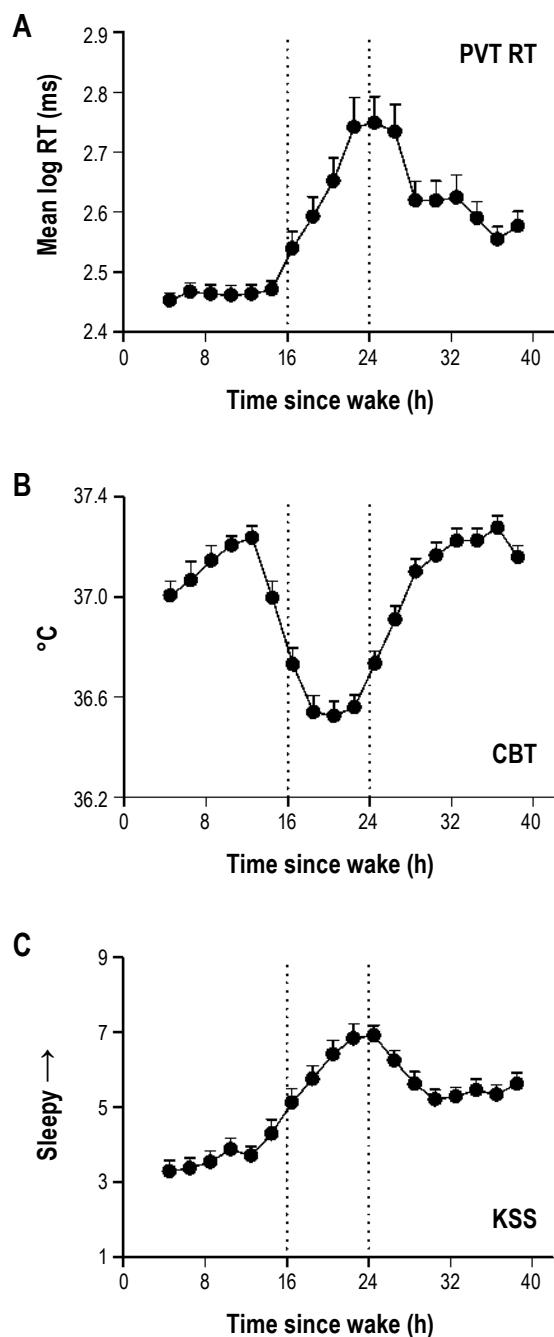 A
PVT RT
Mean log RT (ms)
2.9
2.8
2.7
2.6
2.5
2.4
0 8 16 24 32 40
Time since wake (h)
B
°C
37.4
37.0
36.6
36.2
CBT
0 8 16 24 32 40
Time since wake (h)
C
Sleepy →
9
7
5
3
1
KSS
0 8 16 24 32 40
Time since wake (h)